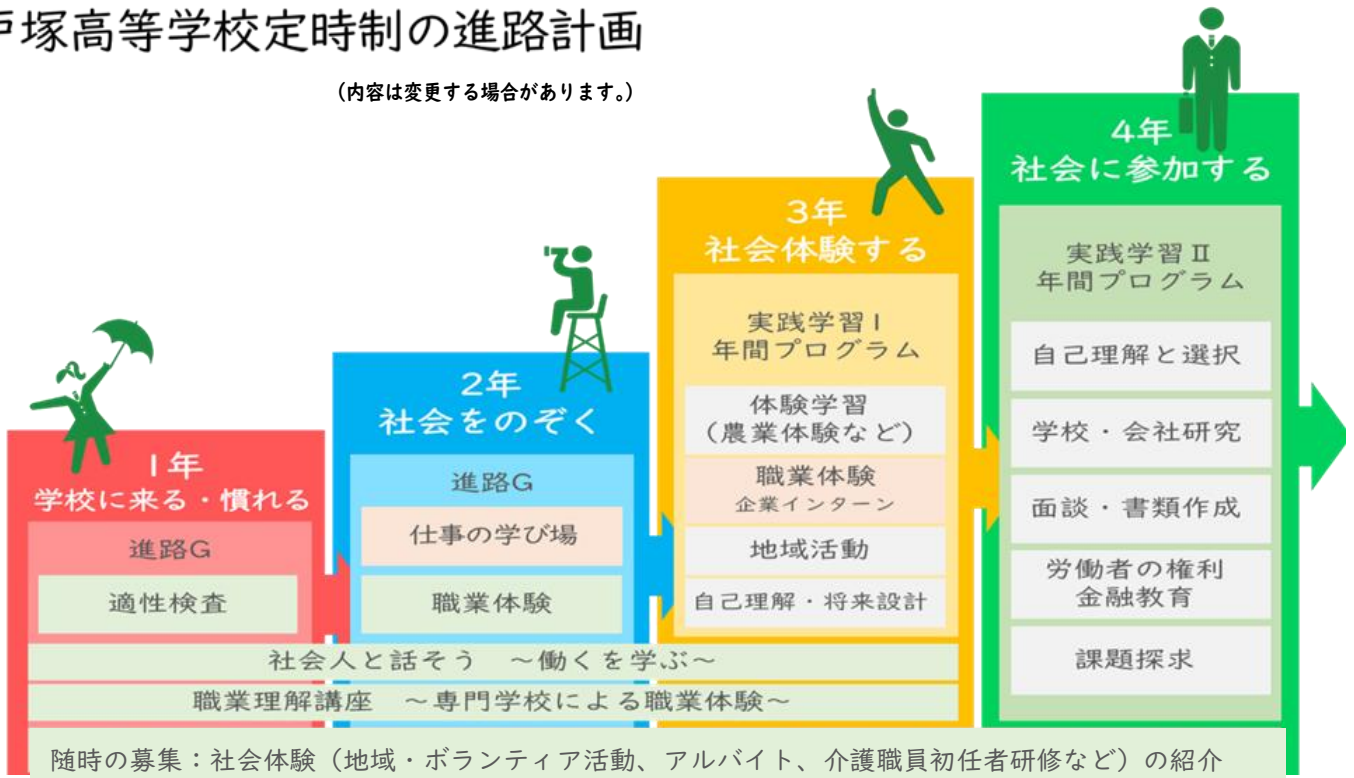 戸塚高等学校定時制の進路計画
(内容は変更する場合があります。)
1年
学校に来る・慣れる
進路G
適性検査
2年
社会をのぞく
進路G
仕事の学び場
職業体験
3年
社会体験する
実践学習Ⅰ
年間プログラム
体験学習
(農業体験など)
職業体験
企業インターン
地域活動
自己理解・将来設計
4年
社会に参加する
実践学習Ⅱ
年間プログラム
自己理解と選択
学校・会社研究
面談・書類作成
労働者の権利
金融教育
課題探求
社会人と話そう ～働くを学ぶ～
職業理解講座 ～専門学校による職業体験～
随時の募集：社会体験（地域・ボランティア活動、アルバイト、介護職員初任者研修など）の紹介